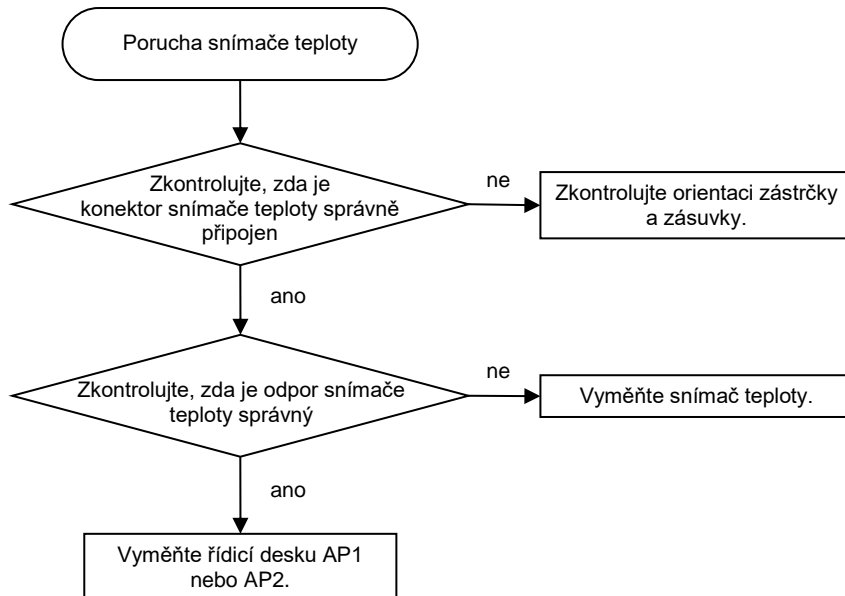 Porucha snímače teploty
Zkontrolujte, zda je
konektor snímače teploty správně
připojen
ne
Zkontrolujte orientaci zástrčky
a zásuvky.
ano
Zkontrolujte, zda je odpor snímače
teploty správný
ne
Vyměňte snímač teploty.
ano
Vyměňte řídicí desku AP1
nebo AP2.